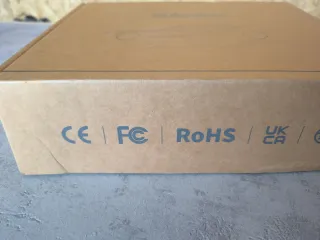 CE | FC | RoHS | UK CA |